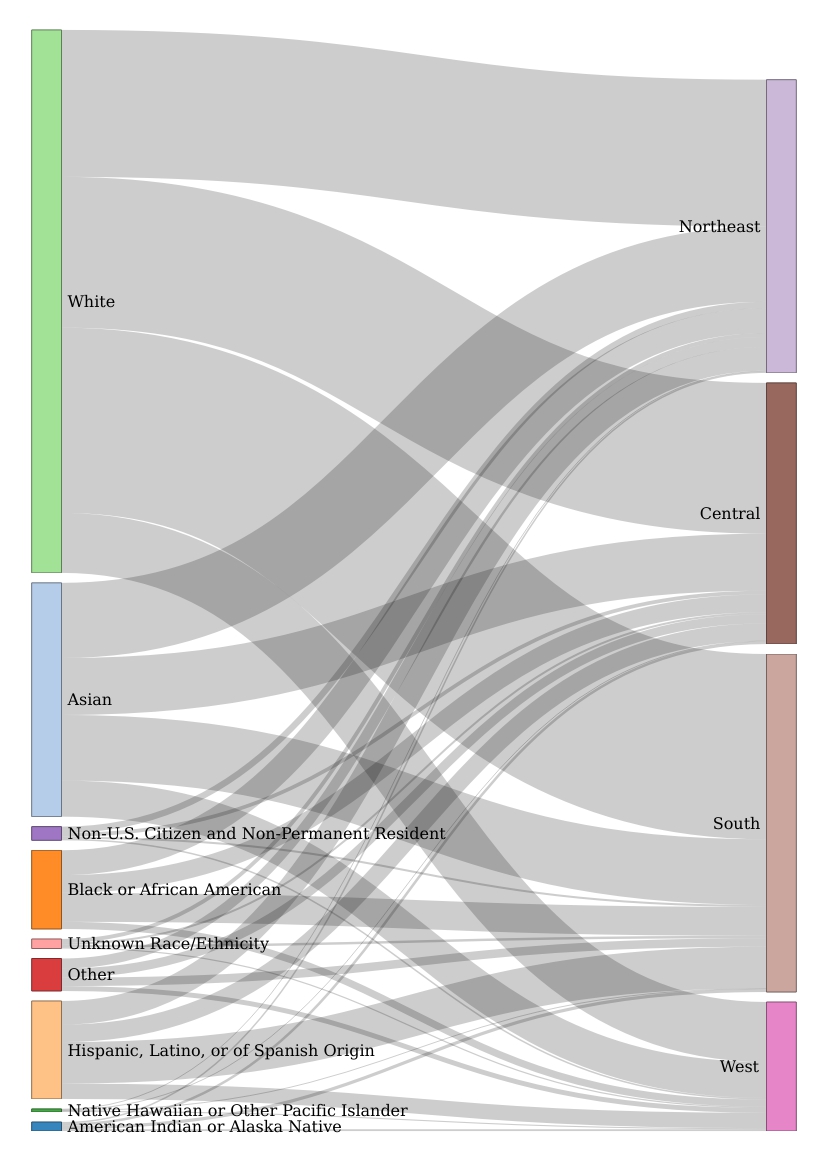 White
Asian
Non-U.S. Citizen and Non-Permanent Resident
Black or African American
Unknown Race/Ethnicity
Other
Hispanic, Latino, or of Spanish Origin
Native Hawaiian or Other Pacific Islander
American Indian or Alaska Native
Northeast
Central
South
West